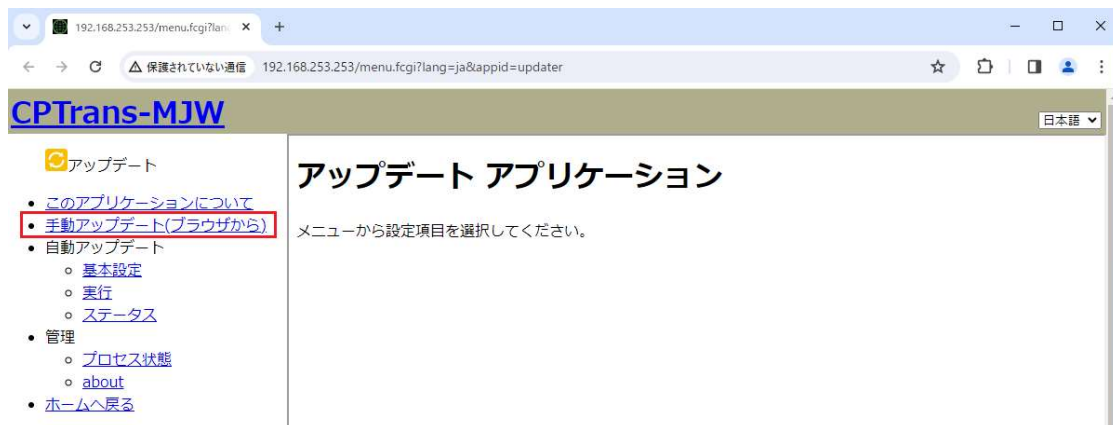 192.168.253.253/menu.fcgi?lan
保護されていない通信 192.168.253.253/menu.fcgi?lang=ja&appid=updater
CPTrans-MJW
日本語
アップデート
このアプリケーションについて
手動アップデート(ブラウザから)
自動アップデート
基本設定
実行
ステータス
管理
プロセス状態
about
ホームへ戻る
アップデート アプリケーション
メニューから設定項目を選択してください。